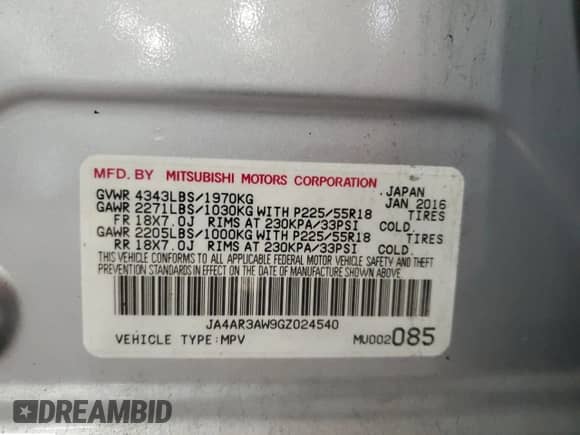 MFD. BY MITSUBISHI MOTORS CORPORATION JAPAN
GVWR 4343LBS/1970KG JAN 2016
GAWR 2271LBS/1030KG WITH P225/55R18 TIRES
FR 18X7.0J RIMS AT 230KPA/33PSI COLD.
GAWR 2205LBS/1000KG WITH P225/55R18 TIRES
RR 18X7.0J RIMS AT 230KPA/33PSI COLD.
THIS VEHICLE CONFORMS TO ALL APPLICABLE FEDERAL MOTOR VEHICLE SAFETY AND THEFT
PREVENTION STANDARDS IN EFFECT ON THE DATE OF MANUFACTURE SHOWN ABOVE.
JA4AR3AW9GZ024540
VEHICLE TYPE:MPV MU002085
DREAMBID